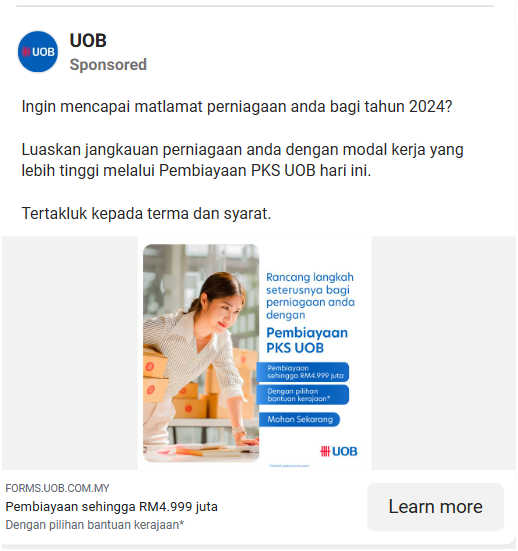 UOB
UOB
Sponsored
Ingin mencapai matlamat perniagaan anda bagi tahun 2024?
Luaskan jangkauan perniagaan anda dengan modal kerja yang
lebih tinggi melalui Pembiayaan PKS UOB hari ini.
Tertakluk kepada terma dan syarat.
Rancang langkah
seterusnya bagi
perniagaan anda
dengan
Pembiayaan
PKS UOB
Pembiayaan
sehingga RM4.999 juta
Dengan pilihan
bantuan kerajaan*
Mohon Sekarang
UOB
FORMS.UOB.COM.MY
Pembiayaan sehingga RM4.999 juta
Dengan pilihan bantuan kerajaan*
Learn more